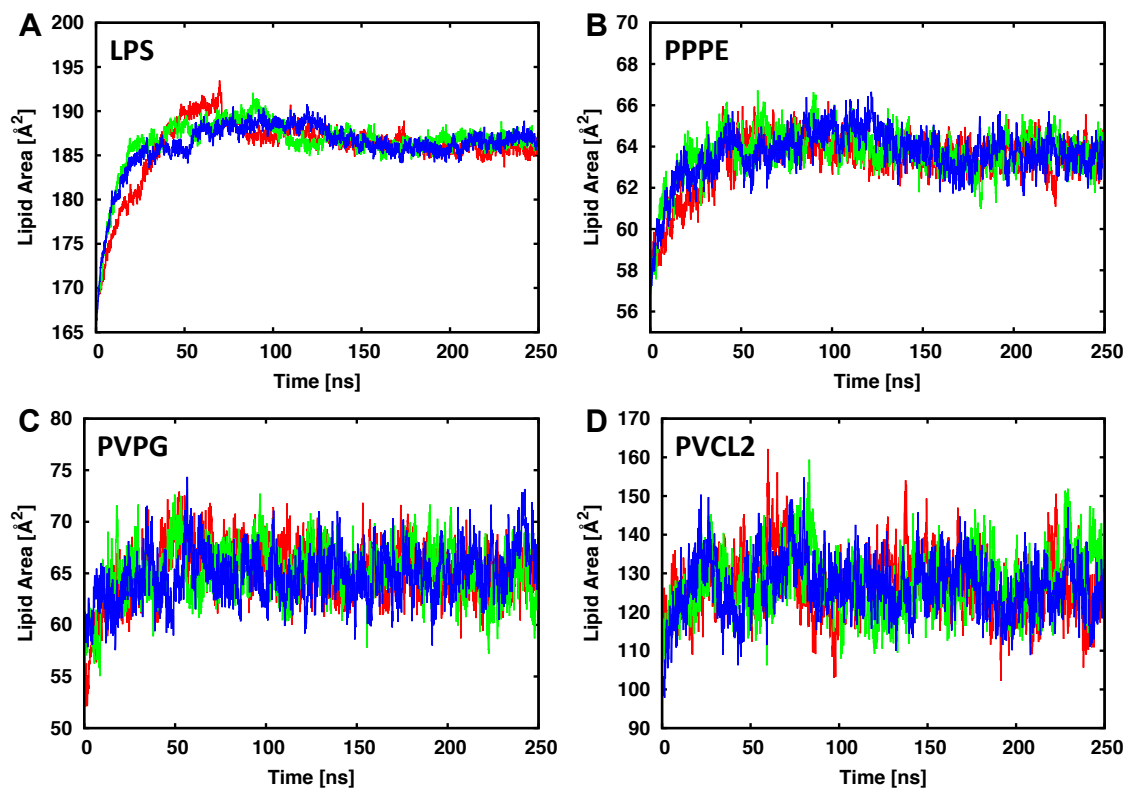 A
LPS
Lipid Area [Å²]
200
195
190
185
180
175
170
165
0 50 100 150 200 250
Time [ns]
B
PPPE
Lipid Area [Å²]
70
68
66
64
62
60
58
56
0 50 100 150 200 250
Time [ns]
C
PVPG
Lipid Area [Å²]
80
75
70
65
60
55
50
0 50 100 150 200 250
Time [ns]
D
PVCL2
Lipid Area [Å²]
170
160
150
140
130
120
110
100
90
0 50 100 150 200 250
Time [ns]